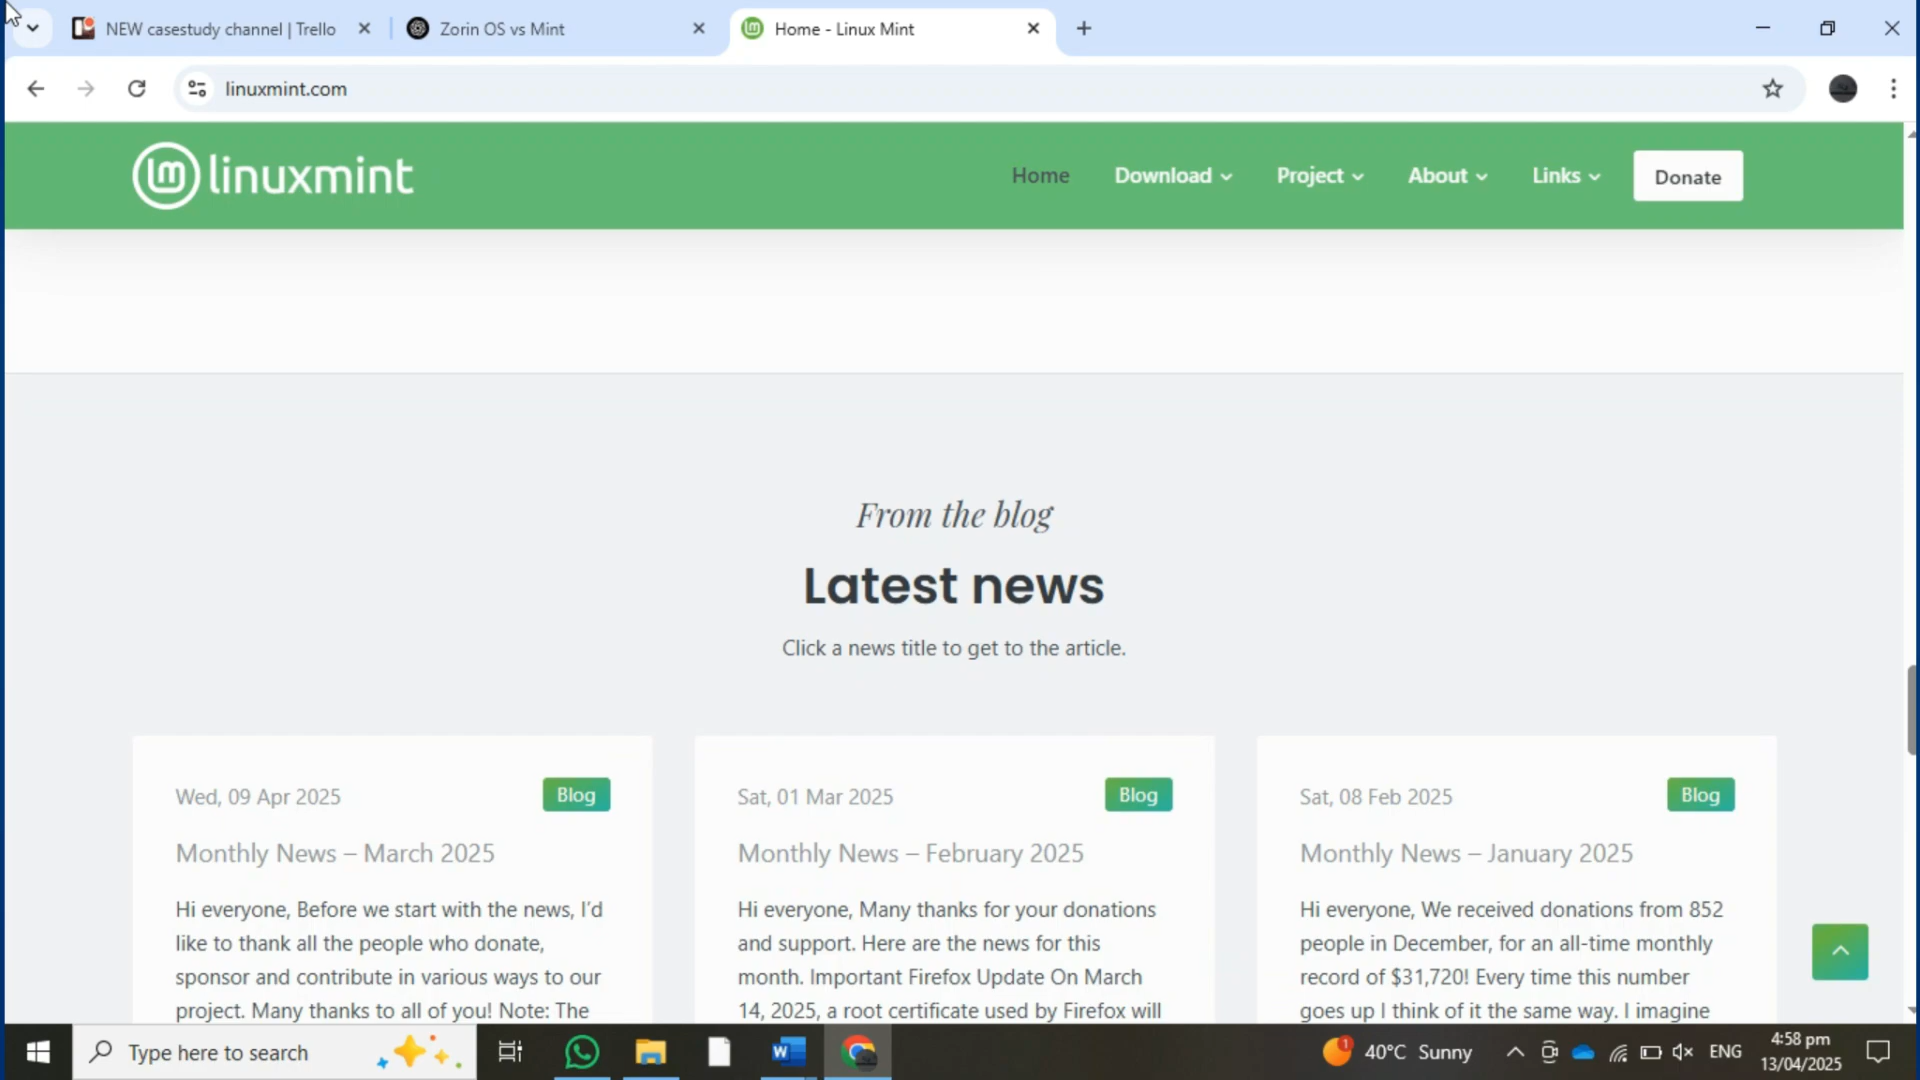 NEW casestudy channel | Trello
Zorin OS vs Mint
Home - Linux Mint
linuxmint.com
linuxmint
Home
Download
Project
About
Links
Donate
From the blog
Latest news
Click a news title to get to the article.
Wed, 09 Apr 2025
Blog
Monthly News – March 2025
Hi everyone, Before we start with the news, I'd
like to thank all the people who donate,
sponsor and contribute in various ways to our
project. Many thanks to all of you! Note: The
Sat, 01 Mar 2025
Blog
Monthly News – February 2025
Hi everyone, Many thanks for your donations
and support. Here are the news for this
month. Important Firefox Update On March
14, 2025, a root certificate used by Firefox will
Sat, 08 Feb 2025
Blog
Monthly News – January 2025
Hi everyone, We received donations from 852
people in December, for an all-time monthly
record of $31,720! Every time this number
goes up I think of it the same way. I imagine
Type here to search
1
40°C Sunny
ENG
4:58 pm
13/04/2025